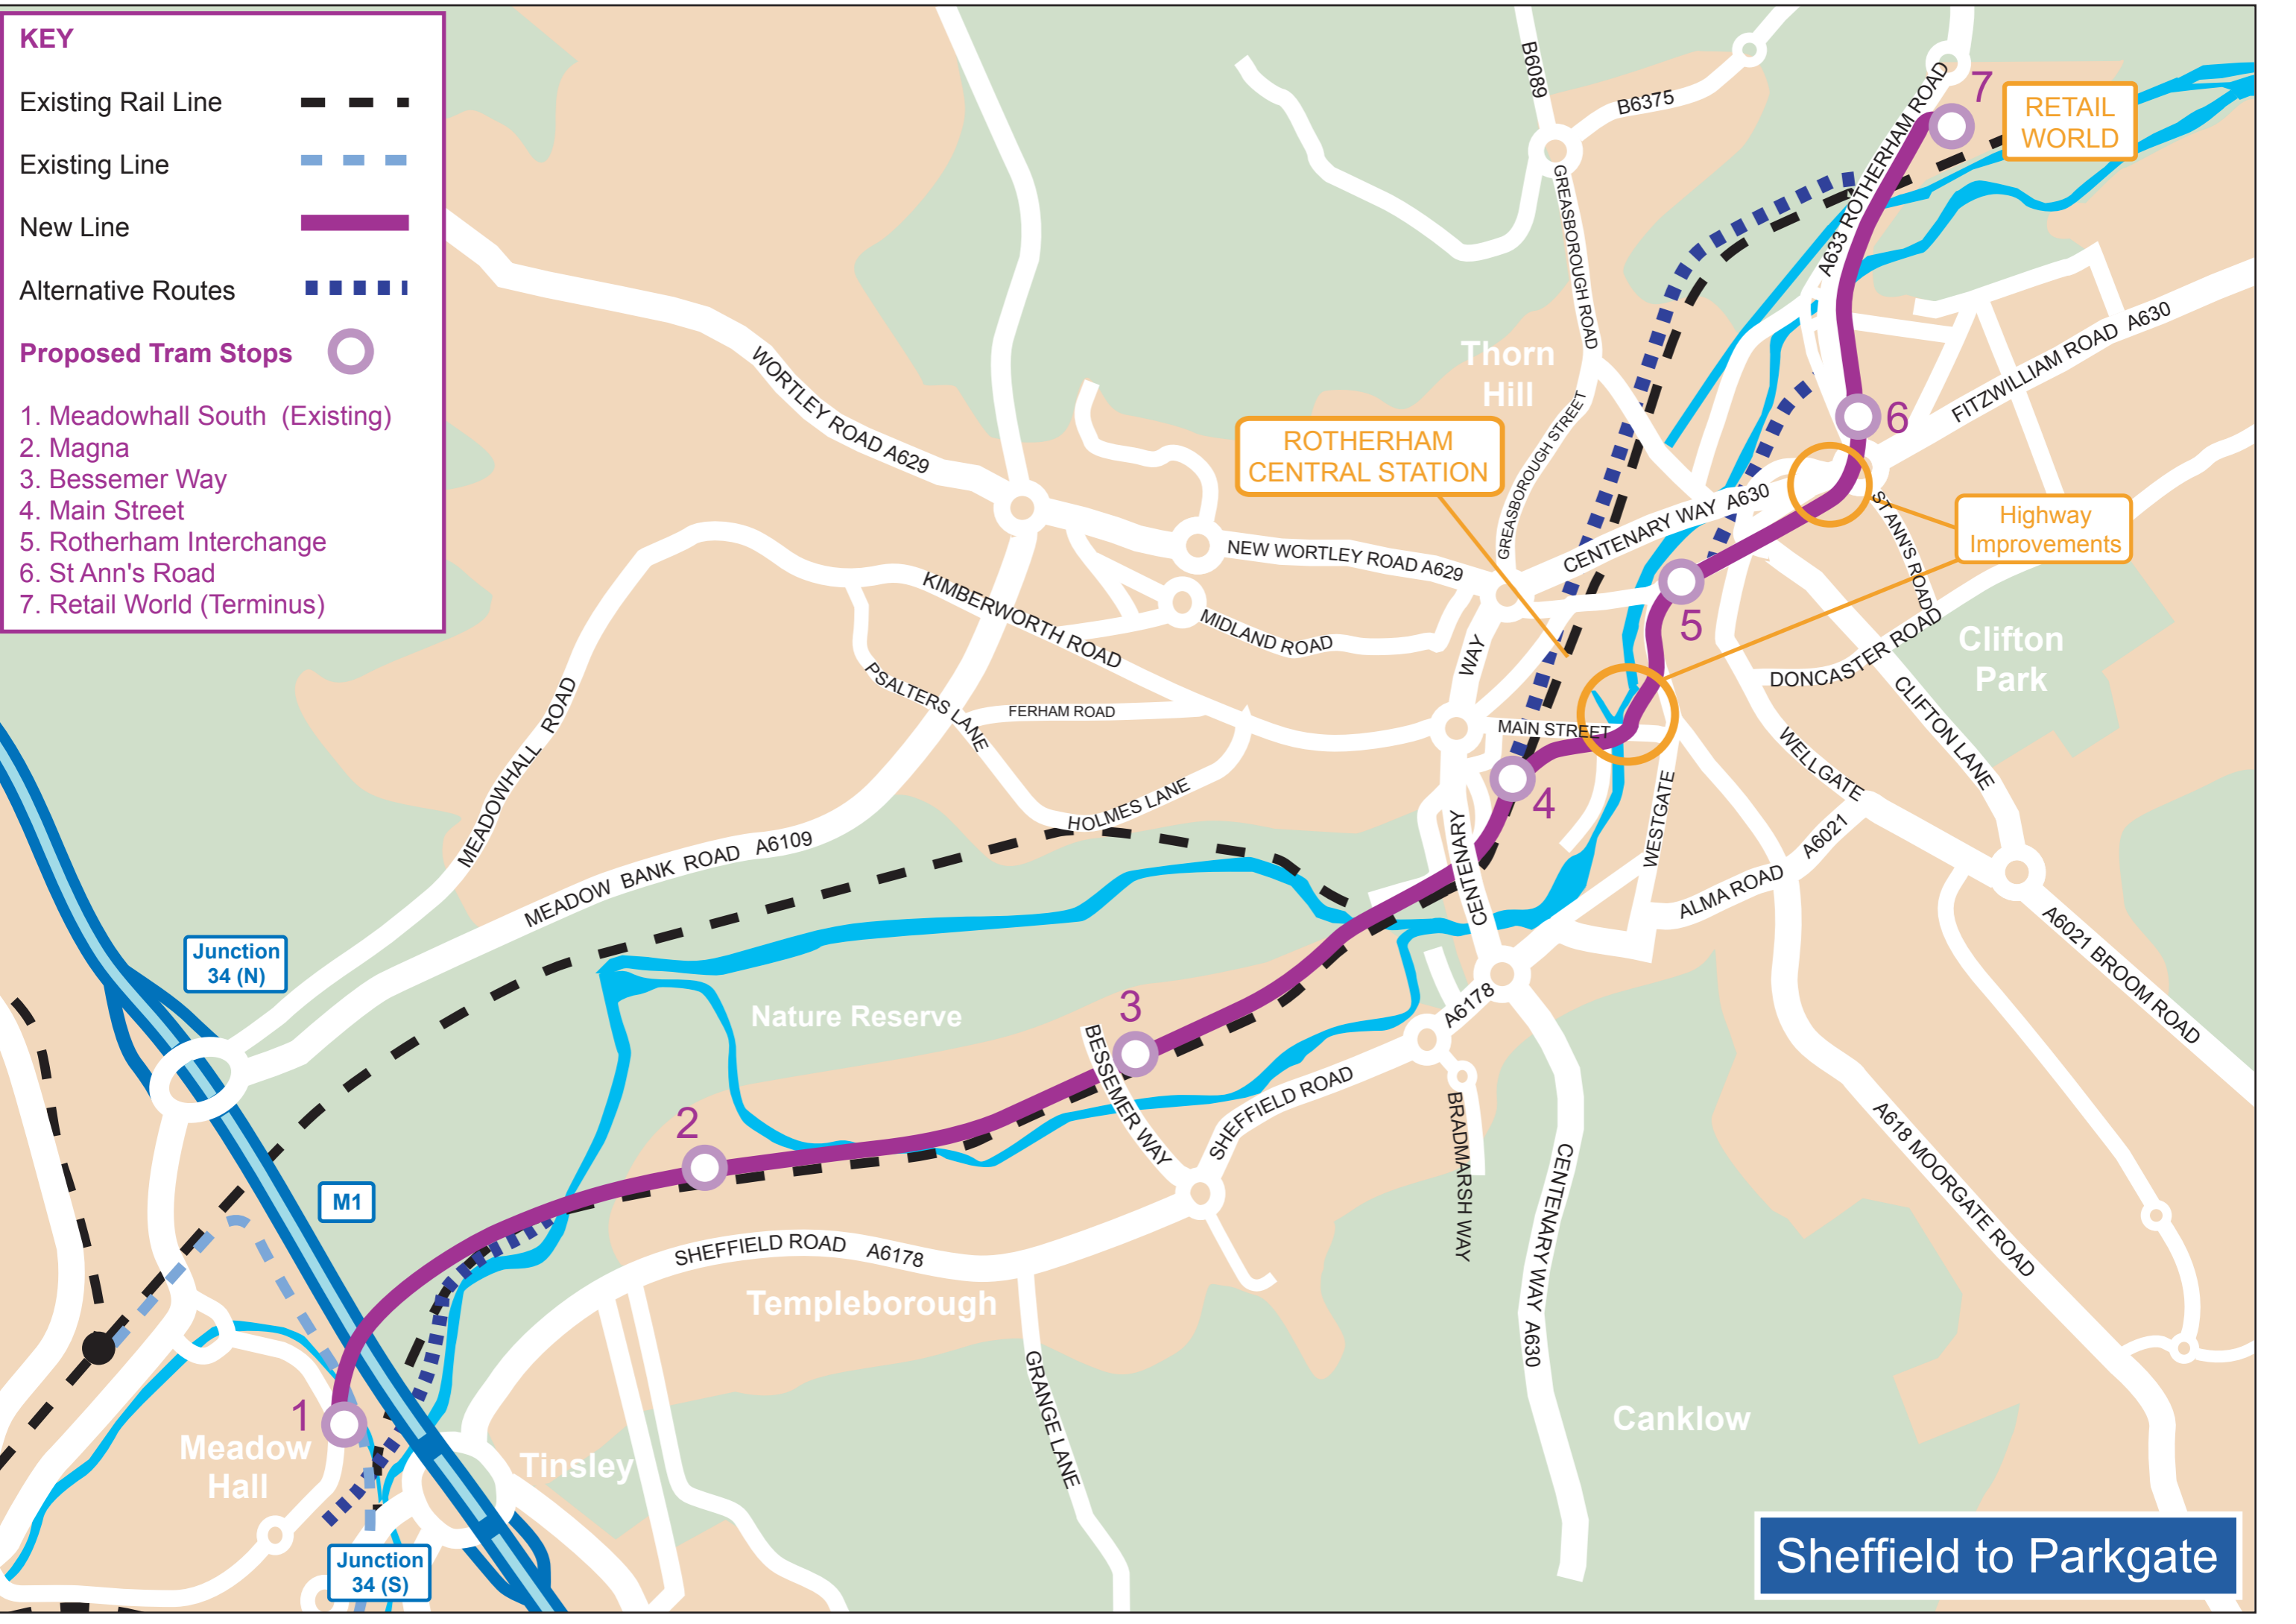 KEY
Existing Rail Line
Existing Line
New Line
Alternative Routes
Proposed Tram Stops
1. Meadowhall South (Existing)
2. Magna
3. Bessemer Way
4. Main Street
5. Rotherham Interchange
6. St Ann's Road
7. Retail World (Terminus)
B6089
B6375
A633 ROTHERHAM ROAD
7
RETAIL
WORLD
GREASBOROUGH ROAD
Thorn
Hill
WORTLEY ROAD A629
FITZWILLIAM ROAD A630
6
GREASBOROUGH STREET
ROTHERHAM
CENTRAL STATION
CENTENARY WAY A630
ST ANN'S ROAD
Highway
Improvements
NEW WORTLEY ROAD A629
KIMBERWORTH ROAD
MIDLAND ROAD
5
WAY
Clifton
Park
DONCASTER ROAD
CLIFTON LANE
PSALTERS LANE
FERHAM ROAD
MAIN STREET
MEADOWHALL ROAD
WELLGATE
HOLMES LANE
4
WESTGATE
CENTENARY
MEADOW BANK ROAD A6109
A6021
ALMA ROAD
A6021 BROOM ROAD
Junction
34 (N)
Nature Reserve
3
A6178
BESSEMER WAY
SHEFFIELD ROAD
BRADMARSH WAY
2
A618 MOORGATE ROAD
M1
SHEFFIELD ROAD A6178
CENTENARY WAY A630
Templeborough
GRANGE LANE
1
Meadow
Hall
Tinsley
Canklow
Junction
34 (S)
Sheffield to Parkgate